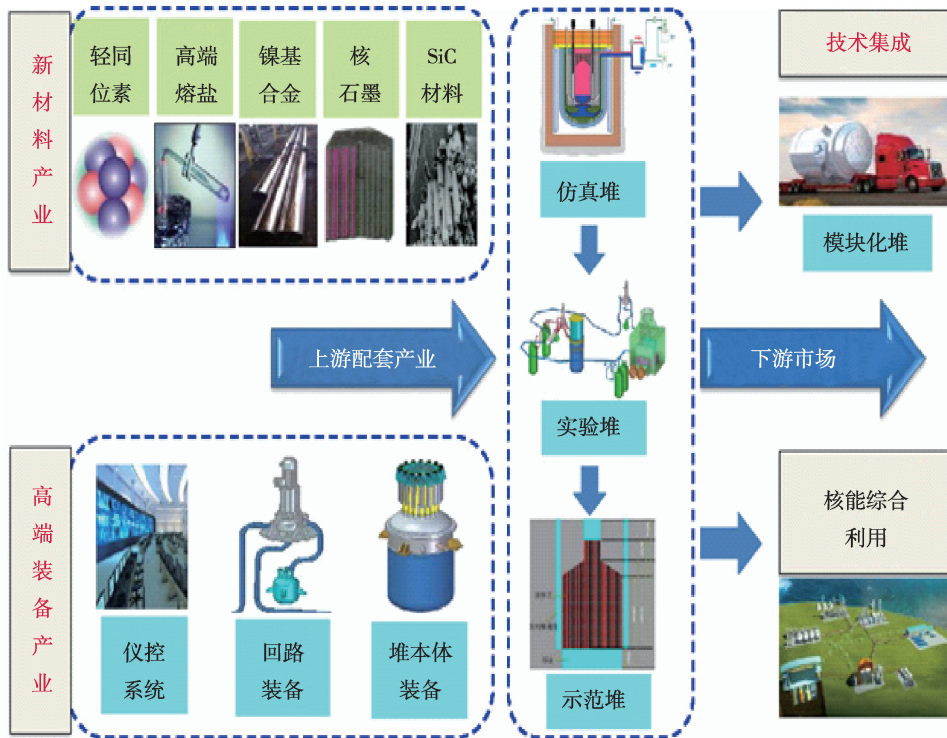 新材料产业
轻同
位素
高端
熔盐
镍基
合金
核
石墨
SiC
材料
上游配套产业
高端装备产业
仪控
系统
回路
装备
堆本体
装备
仿真堆
实验堆
示范堆
下游市场
技术集成
模块化堆
核能综合
利用